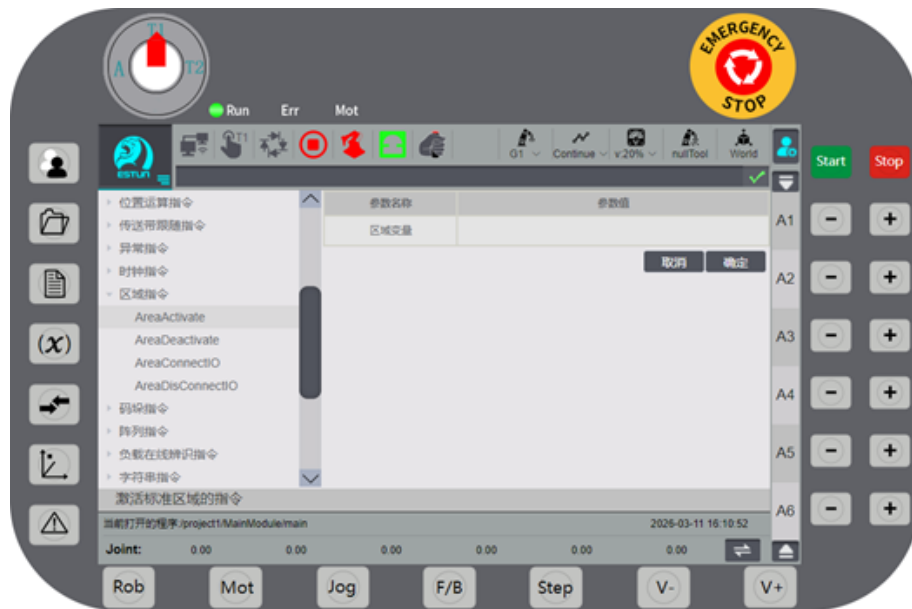 T1
A
T2
EMERGENCY
STOP
Run Err Mot
T1
ESTUN
G1 Continue v:20% nullTool World
Start Stop
位置运算指令
传送带跟随指令
异常指令
时钟指令
区域指令
AreaActivate
AreaDeactivate
AreaConnectIO
AreaDisConnectIO
码垛指令
阵列指令
负载在线辨识指令
字符串指令
参数名称 参数值
区域变量
取消 确定
A1 - +
A2 - +
A3 - +
A4 - +
A5 - +
A6 - +
(x)
激活标准区域的指令
当前打开的程序:/project1/MainModule/main 2026-03-11 16:10:52
Joint: 0.00 0.00 0.00 0.00 0.00 0.00
Rob Mot Jog F/B Step V- V+